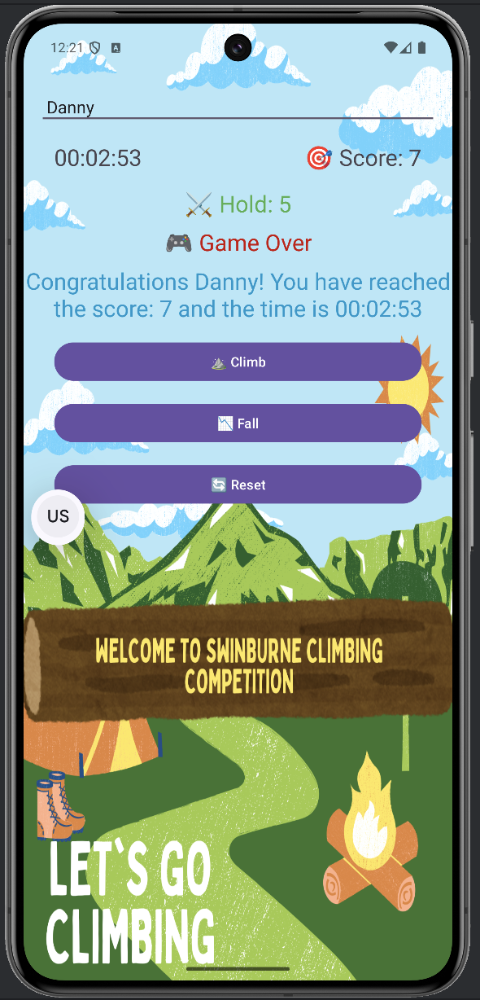 12:21 A
Danny
00:02:53
🎯 Score: 7
⚔️ Hold: 5
🎮 Game Over
Congratulations Danny! You have reached
the score: 7 and the time is 00:02:53
⛰️ Climb
📉 Fall
🔄 Reset
US
WELCOME TO SWINBURNE CLIMBING
COMPETITION
LET`S GO
CLIMBING